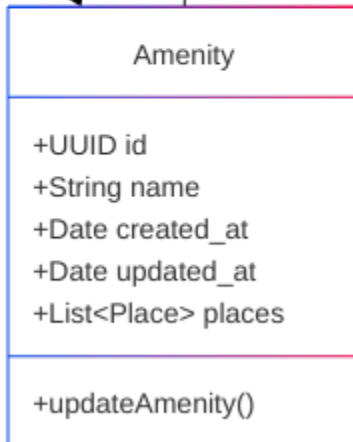 Amenity
+UUID id
+String name
+Date created_at
+Date updated_at
+List<Place> places
+updateAmenity()